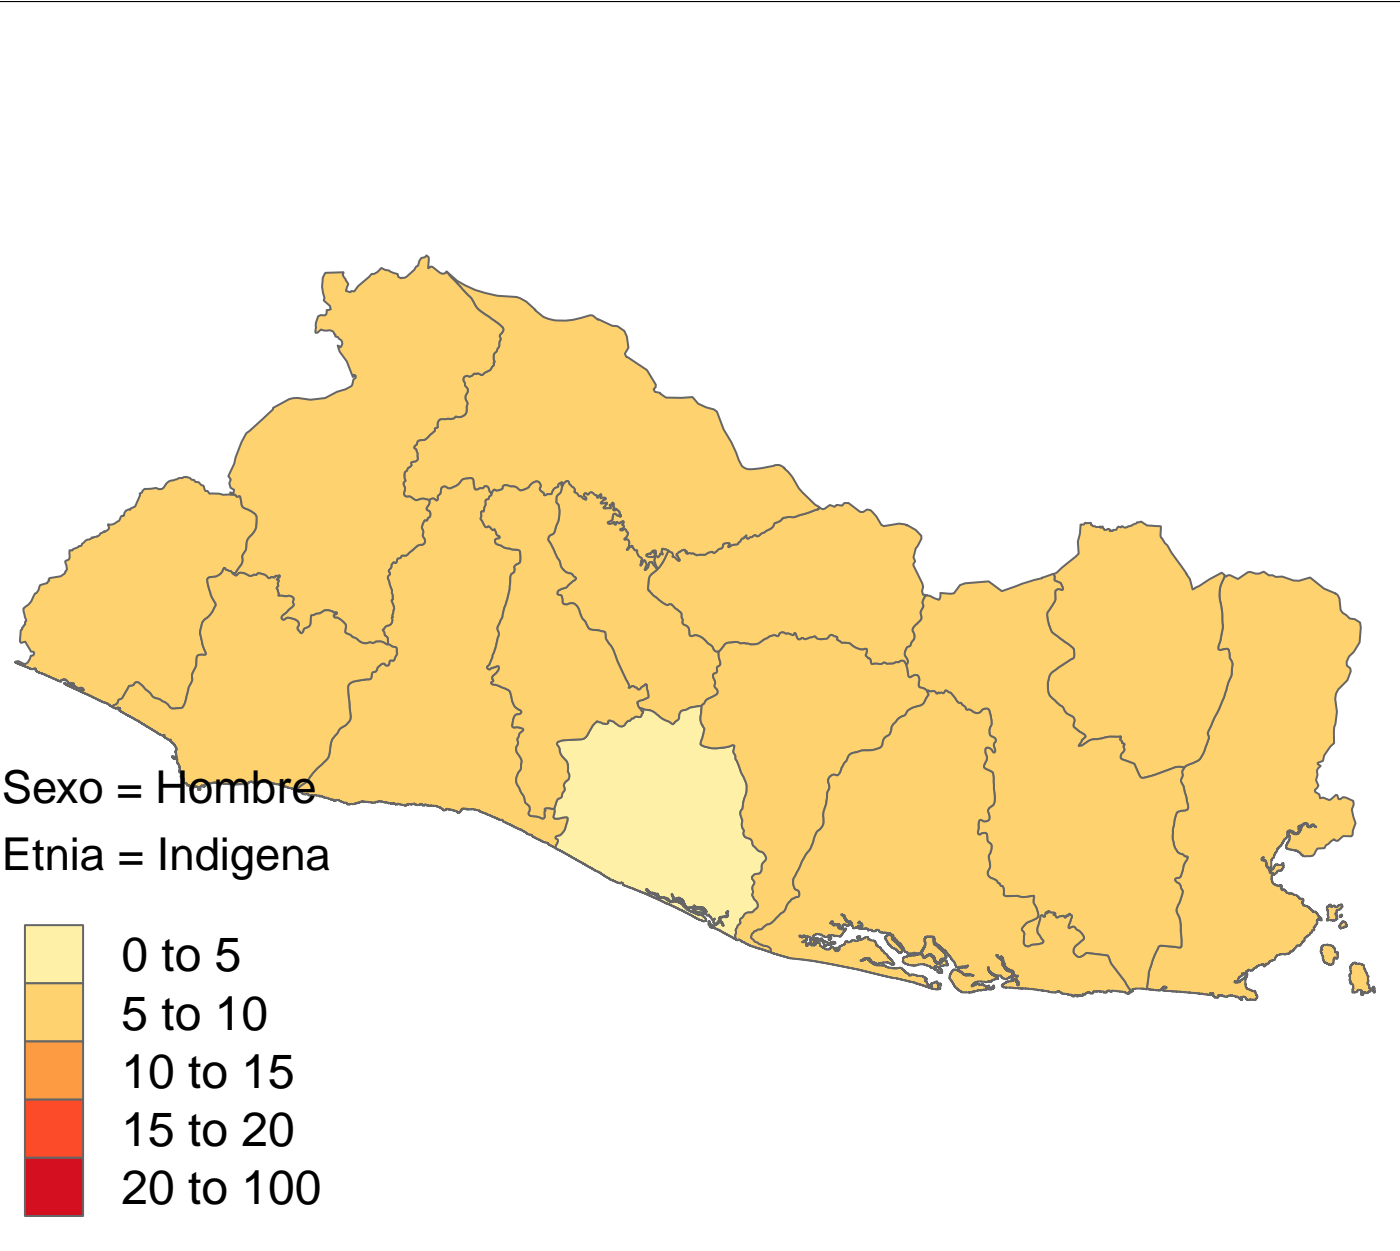 Sexo = Hombre
Etnia = Indigena
0 to 5
5 to 10
10 to 15
15 to 20
20 to 100